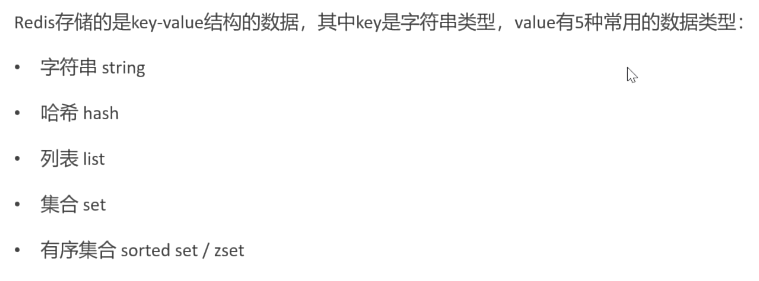 Redis存储的是key-value结构的数据，其中key是字符串类型，value有5种常用的数据类型：
• 字符串 string
• 哈希 hash
• 列表 list
• 集合 set
• 有序集合 sorted set / zset